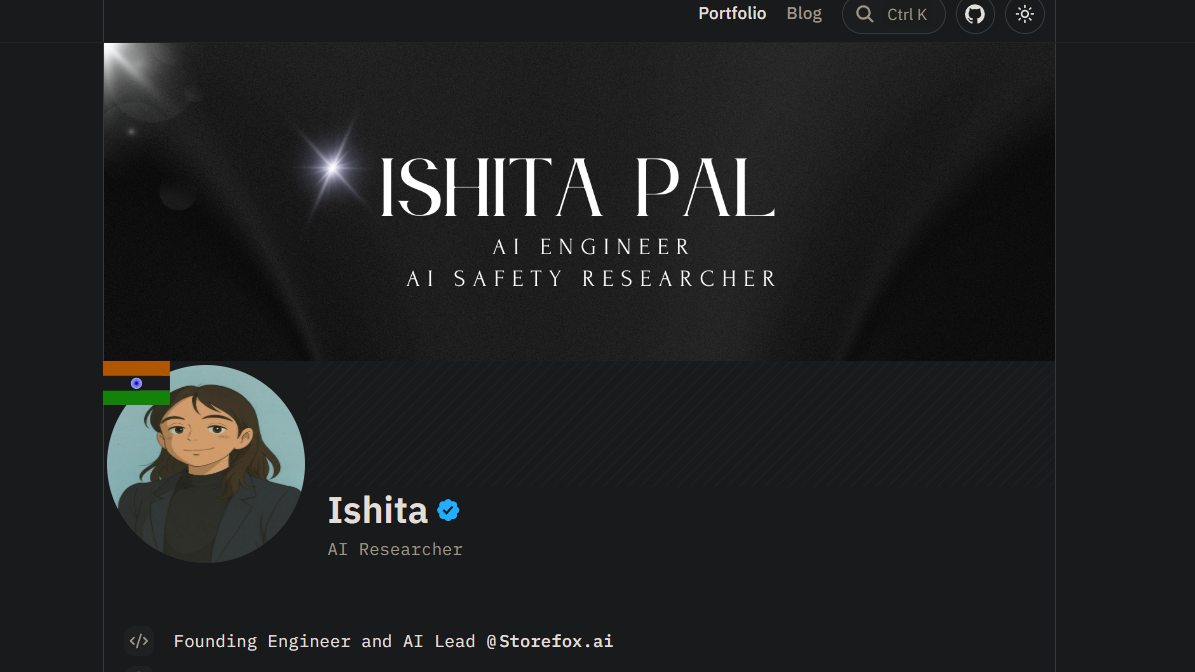 Portfolio Blog Ctrl K
ISHITA PAL
AI ENGINEER
AI SAFETY RESEARCHER
Ishita
AI Researcher
</> Founding Engineer and AI Lead @Storefox.ai